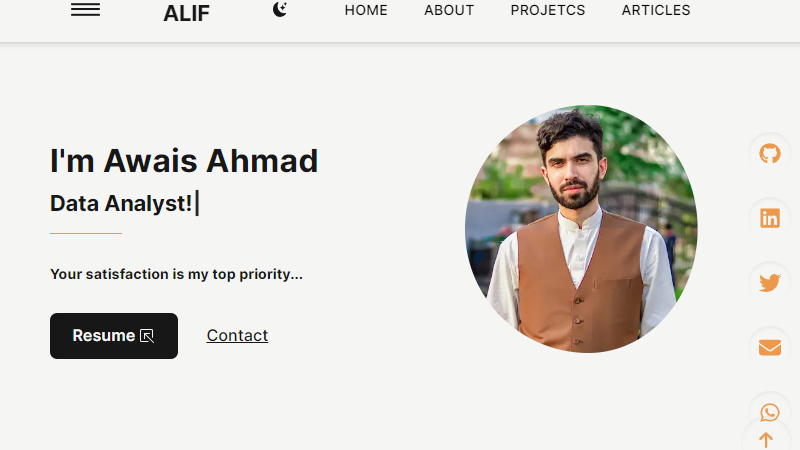 ALIF
HOME
ABOUT
PROJETCS
ARTICLES
I'm Awais Ahmad
Data Analyst!|
Your satisfaction is my top priority...
Resume
Contact